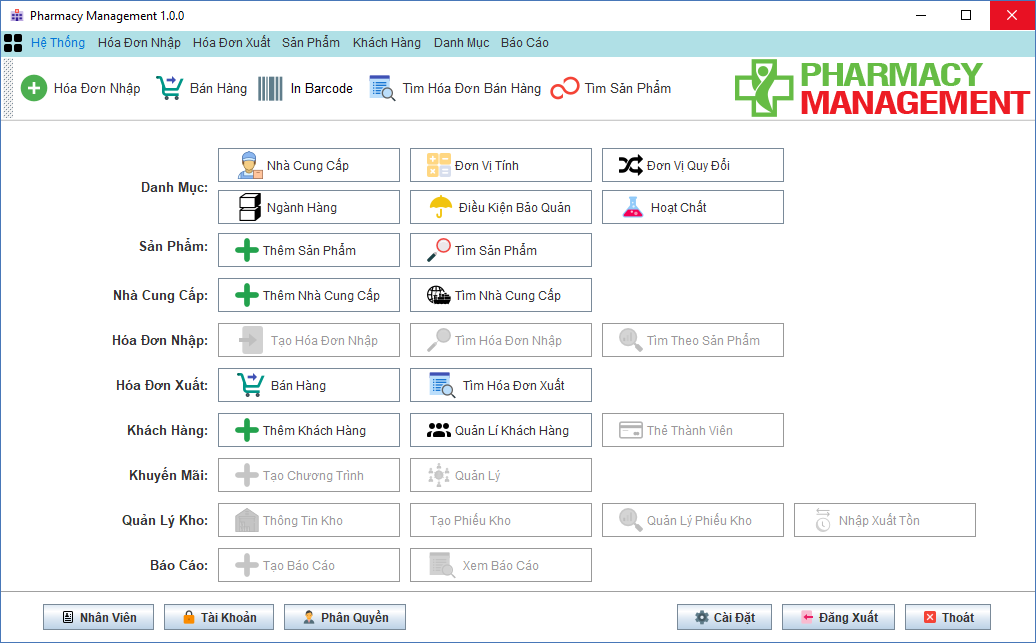 Pharmacy Management 1.0.0
Hệ Thống Hóa Đơn Nhập Hóa Đơn Xuất Sản Phẩm Khách Hàng Danh Mục Báo Cáo
Hóa Đơn Nhập Bán Hàng In Barcode Tìm Hóa Đơn Bán Hàng Tìm Sản Phẩm
PHARMACY
MANAGEMENT
Danh Mục: Nhà Cung Cấp Đơn Vị Tính Đơn Vị Quy Đổi
Ngành Hàng Điều Kiện Bảo Quản Hoạt Chất
Sản Phẩm: Thêm Sản Phẩm Tìm Sản Phẩm
Nhà Cung Cấp: Thêm Nhà Cung Cấp Tìm Nhà Cung Cấp
Hóa Đơn Nhập: Tạo Hóa Đơn Nhập Tìm Hóa Đơn Nhập Tìm Theo Sản Phẩm
Hóa Đơn Xuất: Bán Hàng Tìm Hóa Đơn Xuất
Khách Hàng: Thêm Khách Hàng Quản Lí Khách Hàng Thẻ Thành Viên
Khuyến Mãi: Tạo Chương Trình Quản Lý
Quản Lý Kho: Thông Tin Kho Tạo Phiếu Kho Quản Lý Phiếu Kho Nhập Xuất Tồn
Báo Cáo: Tạo Báo Cáo Xem Báo Cáo
Nhân Viên Tài Khoản Phân Quyền Cài Đặt Đăng Xuất Thoát